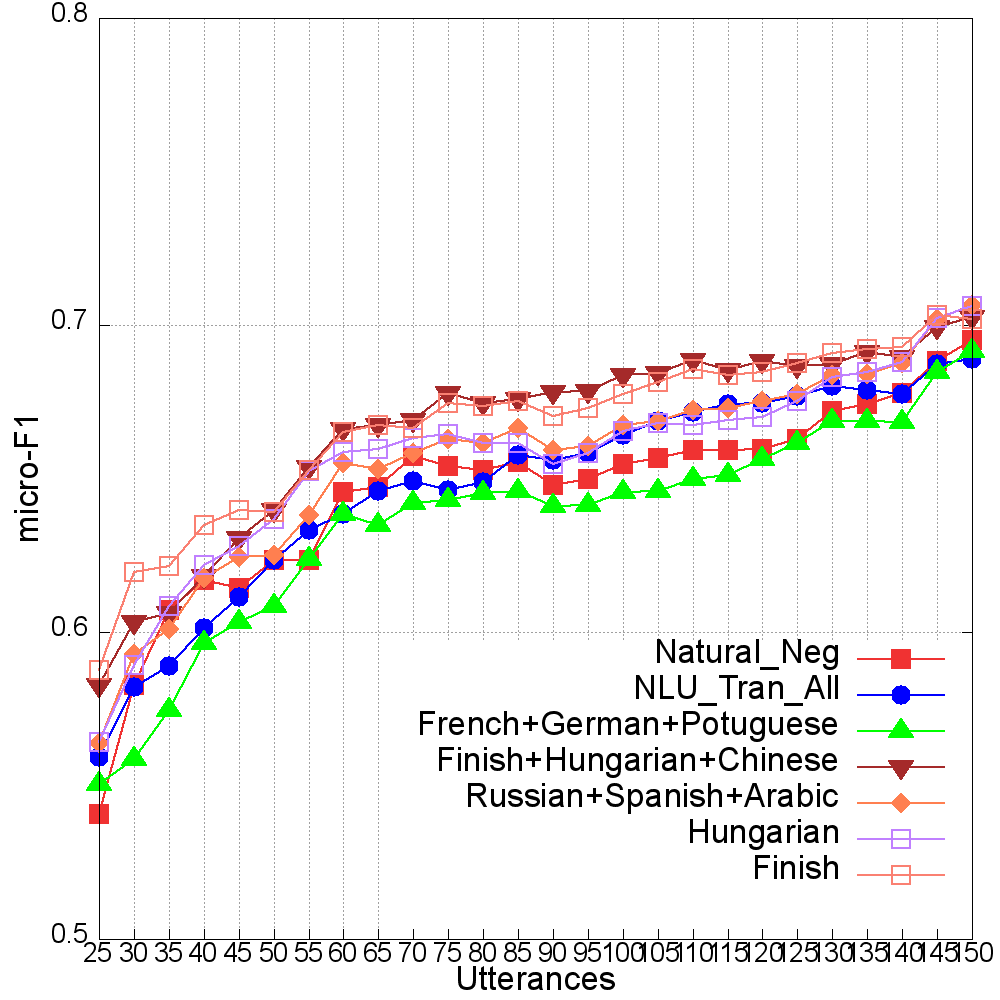 0.8
0.7
micro-F1
0.6
Natural_Neg
NLU_Tran_All
French+German+Potuguese
Finish+Hungarian+Chinese
Russian+Spanish+Arabic
Hungarian
Finish
0.5
25 30 35 40 45 50 55 60 65 70 75 80 85 90 95 100 105 110 115 120 125 130 135 140 145 150
Utterances